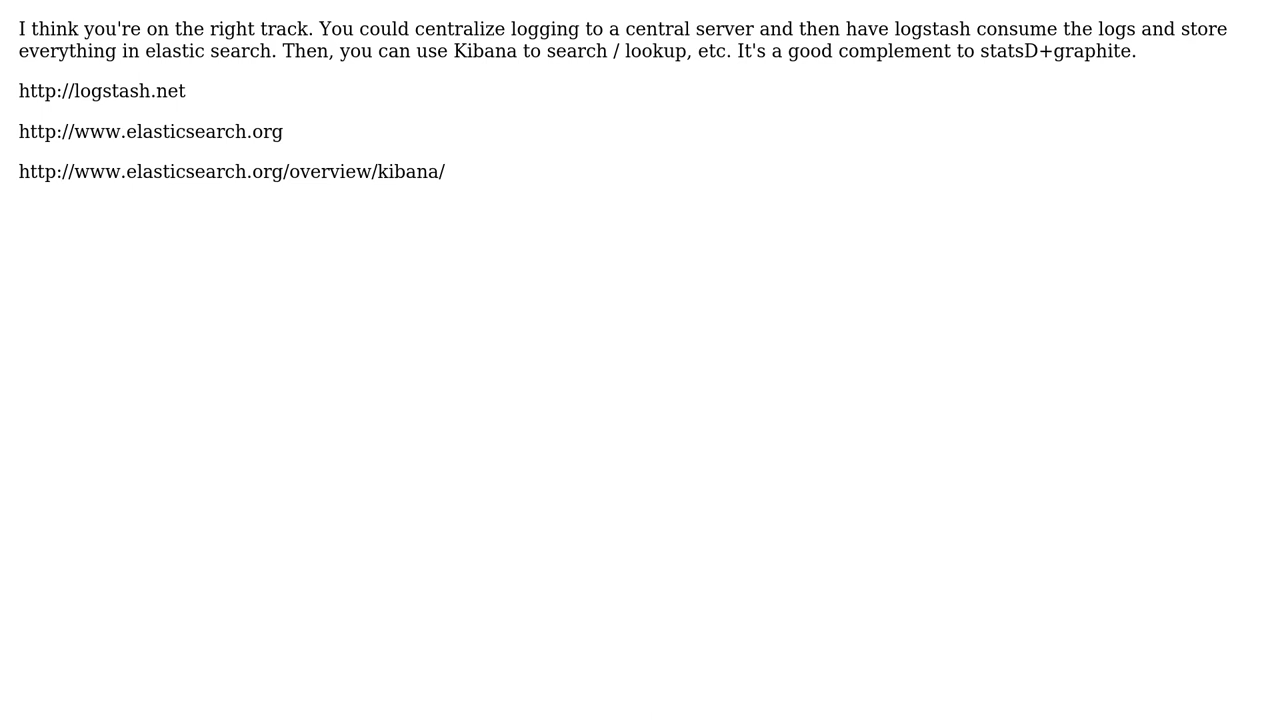 I think you're on the right track. You could centralize logging to a central server and then have logstash consume the logs and store
everything in elastic search. Then, you can use Kibana to search / lookup, etc. It's a good complement to statsD+graphite.
http://logstash.net
http://www.elasticsearch.org
http://www.elasticsearch.org/overview/kibana/